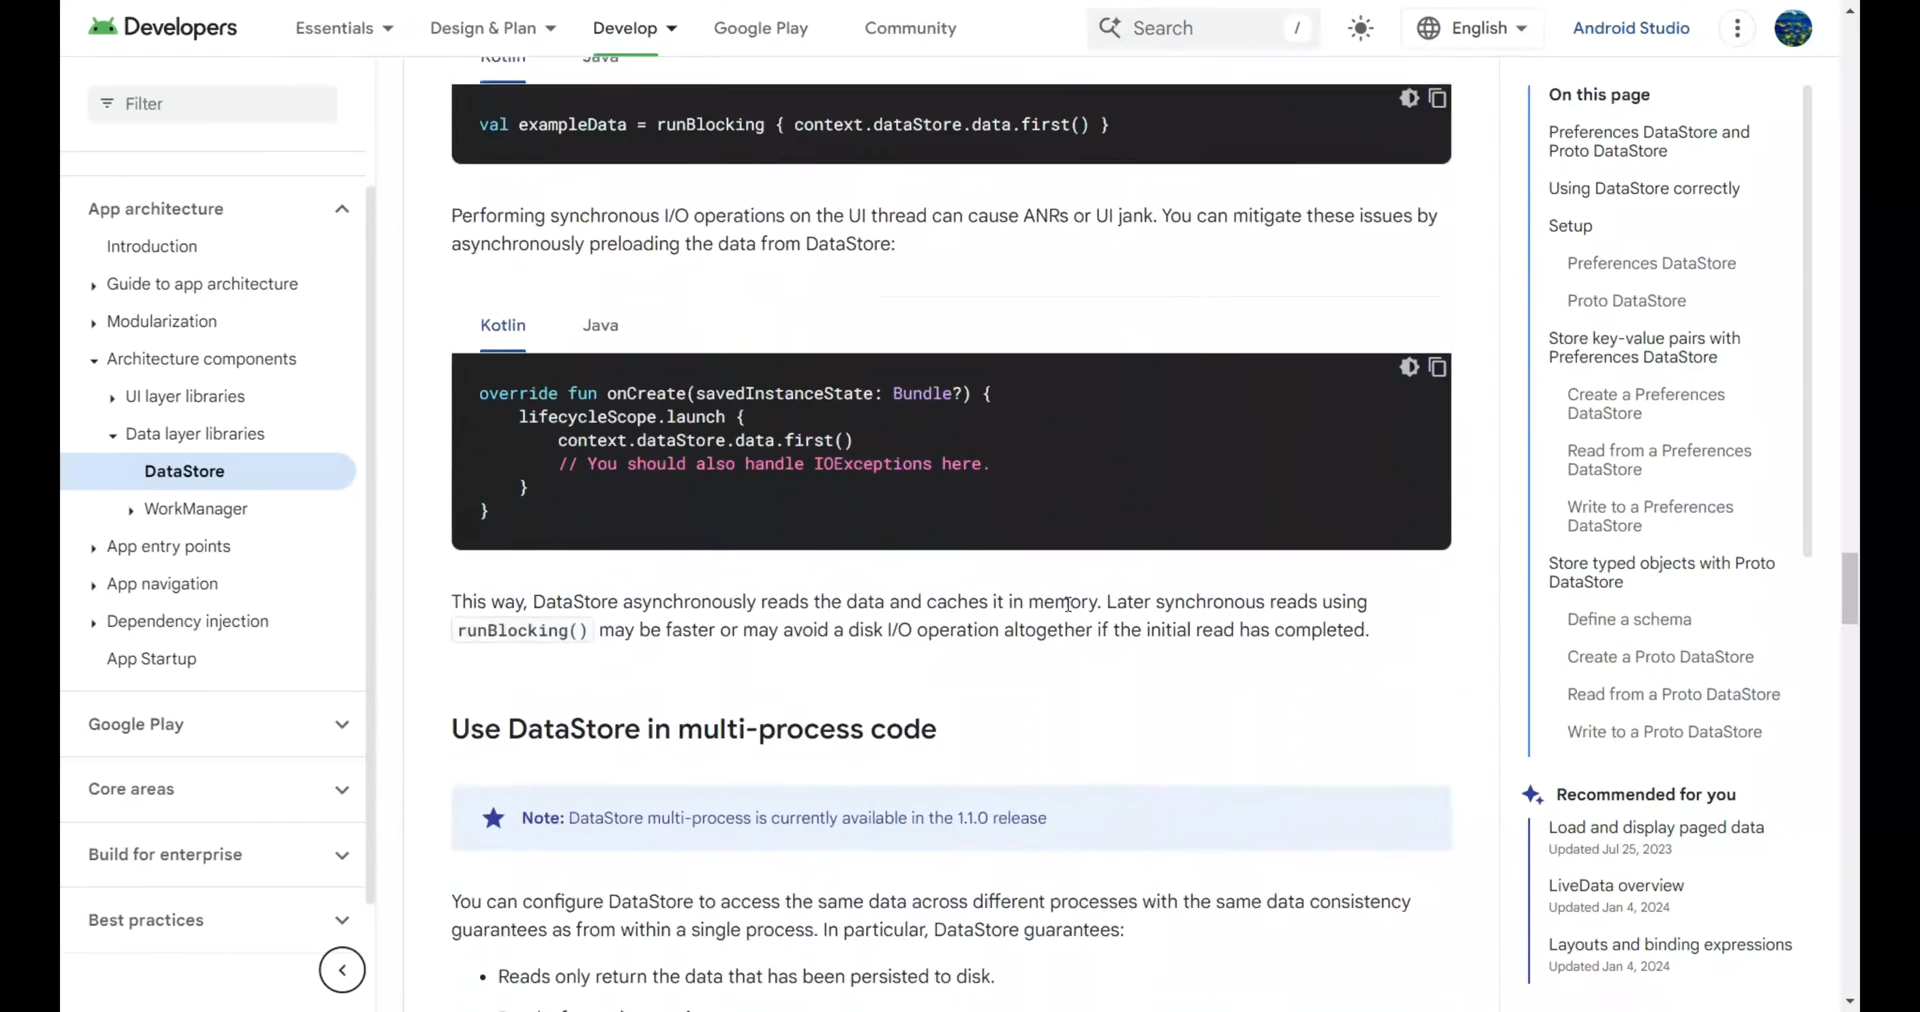 Developers
Essentials
Design & Plan
Develop
Google Play
Community
Search
/
English
Android Studio
Filter
App architecture
Introduction
Guide to app architecture
Modularization
Architecture components
UI layer libraries
Data layer libraries
DataStore
WorkManager
App entry points
App navigation
Dependency injection
App Startup
Google Play
Core areas
Build for enterprise
Best practices
Kotlin Java
val exampleData = runBlocking { context.dataStore.data.first() }
Performing synchronous I/O operations on the UI thread can cause ANRs or UI jank. You can mitigate these issues by
asynchronously preloading the data from DataStore:
Kotlin Java
override fun onCreate(savedInstanceState: Bundle?) {
lifecycleScope.launch {
context.dataStore.data.first()
// You should also handle IOExceptions here.
}
}
This way, DataStore asynchronously reads the data and caches it in memory. Later synchronous reads using
runBlocking() may be faster or may avoid a disk I/O operation altogether if the initial read has completed.
Use DataStore in multi-process code
Note: DataStore multi-process is currently available in the 1.1.0 release
You can configure DataStore to access the same data across different processes with the same data consistency
guarantees as from within a single process. In particular, DataStore guarantees:
• Reads only return the data that has been persisted to disk.
On this page
Preferences DataStore and
Proto DataStore
Using DataStore correctly
Setup
Preferences DataStore
Proto DataStore
Store key-value pairs with
Preferences DataStore
Create a Preferences
DataStore
Read from a Preferences
DataStore
Write to a Preferences
DataStore
Store typed objects with Proto
DataStore
Define a schema
Create a Proto DataStore
Read from a Proto DataStore
Write to a Proto DataStore
Recommended for you
Load and display paged data
Updated Jul 25, 2023
LiveData overview
Updated Jan 4, 2024
Layouts and binding expressions
Updated Jan 4, 2024